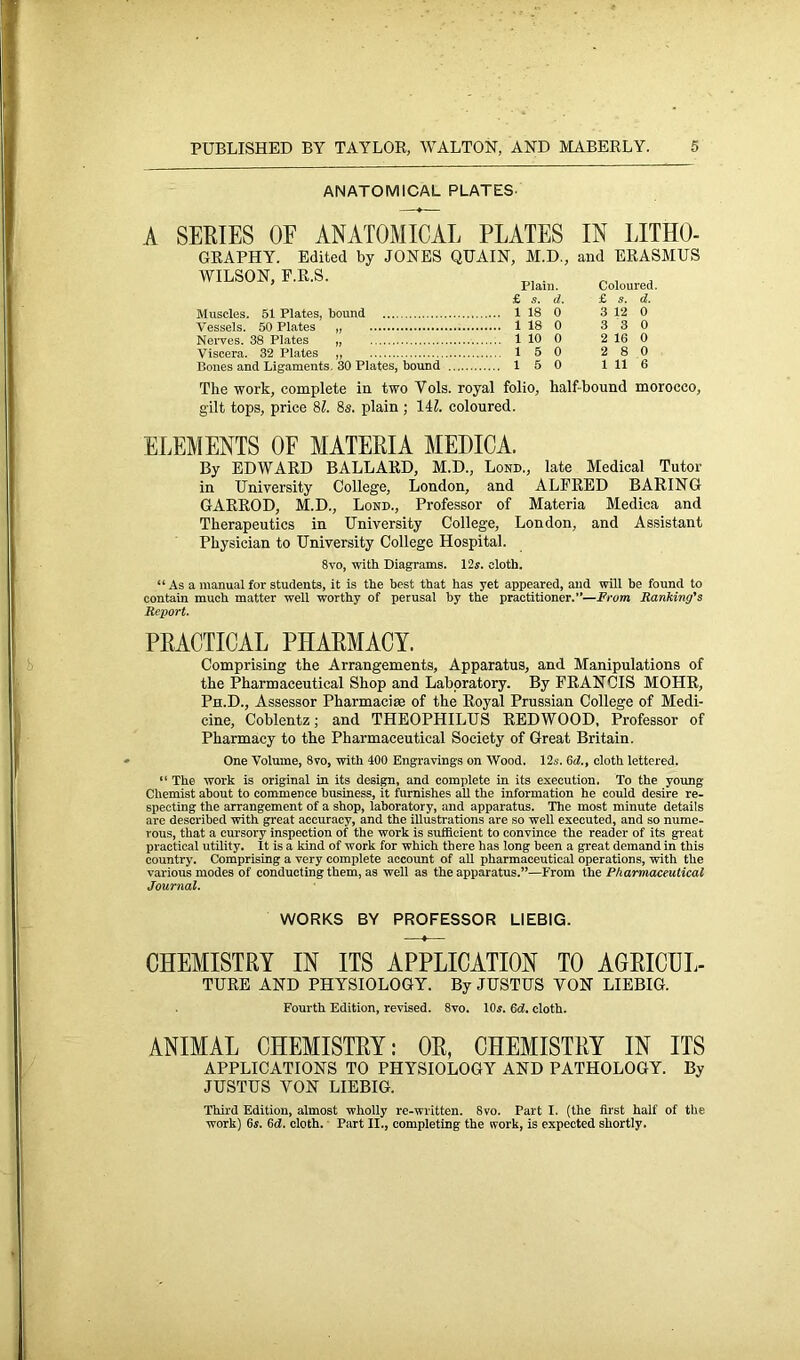 PUBLISHED BY TAYLOR, WALTON, AND MABERLY. 5
ANATOMICAL PLATES.
A SERIES OF ANATOMICAL PLATES IN LITHO-
GRAPHY. Edited by JONES QUAIN, M.D., and ERASMUS
WILSON, F.R.S.
Plain. Coloured.
£ s. d. £ s. d.
Muscles. 51 Plates, bound .......................... 1 18 0 3 12 0
Vessels. 50 Plates „ .......................... 1 18 0 3 3 0
Nerves. 38 Plates „ .......................... 1 10 0 2 16 0
Viscera. 32 Plates „ .......................... 1 5 0 2 8 0
Bones and Ligaments. 30 Plates, bound ............ 1 5 0 1 11 6
The work, complete in two Vols. royal folio, half-bound morocco,
gilt tops, price 8l. 8s. plain; 14l. coloured.
ELEMENTS OF MATERIA MEDICA.
By EDWARD BALLARD, M.D., LOND., late Medical Tutor
in University College, London, and ALFRED BARING
GARROD, M.D., LOND., Professor of Materia Medica and
Therapeutics in University College, London, and Assistant
Physician to University College Hospital.
8vo, with Diagrams. 12s. cloth.
“As a manual for students, it is the best that has yet appeared, and will be found to
contain much matter well worthy of perusal by the practitioner.”—From Ranking's
Report.
PRACTICAL PHARMACY.
Comprising the Arrangements, Apparatus, and Manipulations of
the Pharmaceutical Shop and Laboratory. By FRANCIS MOHR,
PH.D., Assessor Pharmaciæ of the Royal Prussian College of Medi-
cine, Coblentz; and THEOPHILUS REDWOOD, Professor of
Pharmacy to the Pharmaceutical Society of Great Britain.
One Volume, 8vo, with 400 Engravings on Wood. 12s. 6d., cloth lettered.
“The work is original in its design, and complete in its execution. To the young
Chemist about to commence business, it furnishes all the information he could desire re-
specting the arrangement of a shop, laboratory, and apparatus. The most minute details
are described with great accuracy, and the illustrations are so well executed, and so nume-
rous, that a cursory inspection of the work is sufficient to convince the reader of its great
practical utility. It is a kind of work for which there has long been a great demand in this
country. Comprising a very complete account of all pharmaceutical operations, with the
various modes of conducting them, as well as the apparatus.”—From the Pharmaceutical
Journal.
WORKS BY PROFESSOR LIEBIG.
CHEMISTRY IN ITS APPLICATION TO AGRICUL-
TURE AND PHYSIOLOGY. By JUSTUS VON LIEBIG.
Fourth Edition, revised. 8vo. 10s. 6d. cloth.
ANIMAL CHEMISTRY: OR, CHEMISTRY IN ITS
APPLICATIONS TO PHYSIOLOGY AND PATHOLOGY. By
JUSTUS VON LIEBIG.
Third Edition, almost wholly re-written. 8vo. Part I. (the first half of the
work) 6s. 6d. cloth. Part II., completing the work, is expected shortly.